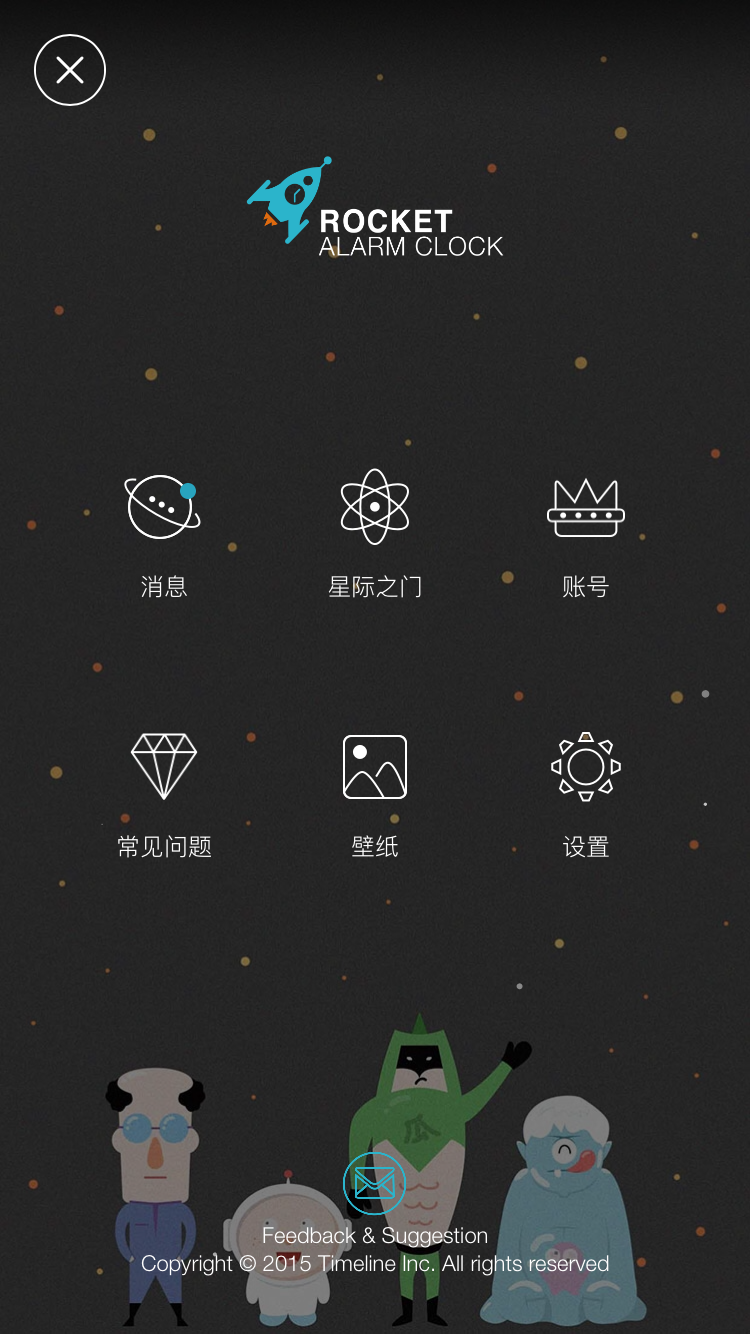 ROCKET
ALARM CLOCK
消息
星际之门
账号
常见问题
壁纸
设置
瓜
Feedback & Suggestion
Copyright © 2015 Timeline Inc. All rights reserved